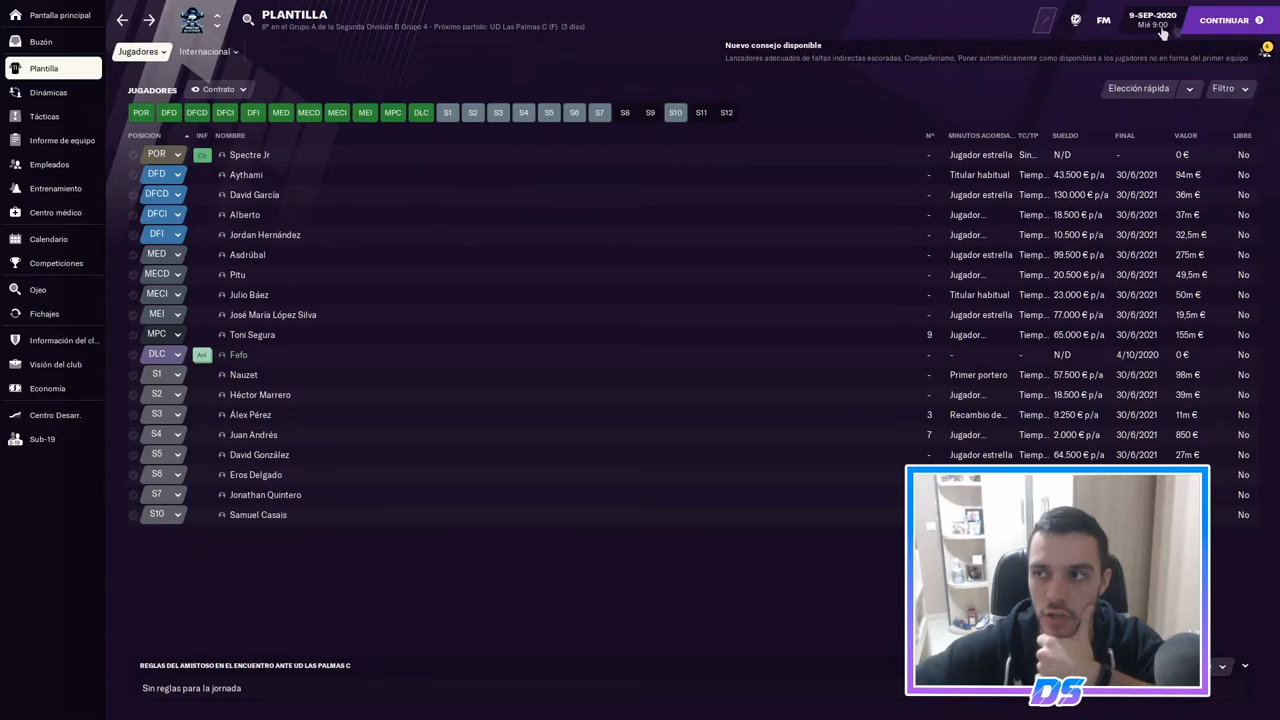 Pantalla principal
Buzón
Plantilla
Dinámicas
Tácticas
Informe de equipo
Empleados
Entrenamiento
Centro médico
Calendario
Competiciones
Ojeo
Fichajes
Información del cl...
Visión del club
Economía
Centro Desarr.
Sub-19
PLANTILLA
8º en el Grupo A de la Segunda División B Grupo 4 - Próximo partido: UD Las Palmas C (F) (3 días)
FM
9-SEP-2020
Mié 9:00
CONTINUAR
Jugadores
Internacional
Nuevo consejo disponible
Lanzadores adecuados de faltas indirectas escoradas, Compañerismo, Poner automáticamente como disponibles a los jugadores no en forma del primer equipo
4
JUGADORES
Contrato
Elección rápida
Filtro
POR DFD DFCD DFCI DFI MED MECD MECI MEI MPC DLC S1 S2 S3 S4 S5 S6 S7 S8 S9 S10 S11 S12
POSICIÓN INF NOMBRE Nº MINUTOS ACORDA... TC/TP SUELDO FINAL VALOR LIBRE
POR Ctr Spectre Jr - Jugador estrella Sin... N/D - 0 € No
DFD Aythami - Titular habitual Tiemp... 43.500 € p/a 30/6/2021 94m € No
DFCD David García - Jugador estrella Tiemp... 130.000 € p/a 30/6/2021 36m € No
DFCI Alberto - Jugador... Tiemp... 18.500 € p/a 30/6/2021 37m € No
DFI Jordan Hernández - Jugador... Tiemp... 10.500 € p/a 30/6/2021 32,5m € No
MED Asdrúbal - Jugador estrella Tiemp... 99.500 € p/a 30/6/2021 275m € No
MECD Pitu - Jugador... Tiemp... 20.500 € p/a 30/6/2021 49,5m € No
MECI Julio Báez - Titular habitual Tiemp... 23.000 € p/a 30/6/2021 50m € No
MEI José María López Silva - Jugador estrella Tiemp... 77.000 € p/a 30/6/2021 19,5m € No
MPC Toni Segura 9 Jugador... Tiemp... 65.000 € p/a 30/6/2021 155m € No
DLC Anl Fefo - - - N/D 4/10/2020 0 € No
S1 Nauzet - Primer portero Tiemp... 57.500 € p/a 30/6/2021 98m € No
S2 Héctor Marrero - Jugador... Tiemp... 18.500 € p/a 30/6/2021 39m € No
S3 Álex Pérez 3 Recambio de... Tiemp... 9.250 € p/a 30/6/2021 11m € No
S4 Juan Andrés 7 Jugador... Tiemp... 2.000 € p/a 30/6/2021 850 € No
S5 David González - Jugador estrella Tiemp... 64.500 € p/a 30/6/2021 27m € No
S6 Eros Delgado No
S7 Jonathan Quintero No
S10 Samuel Casais No
REGLAS DEL AMISTOSO EN EL ENCUENTRO ANTE UD LAS PALMAS C
Sin reglas para la jornada
DS